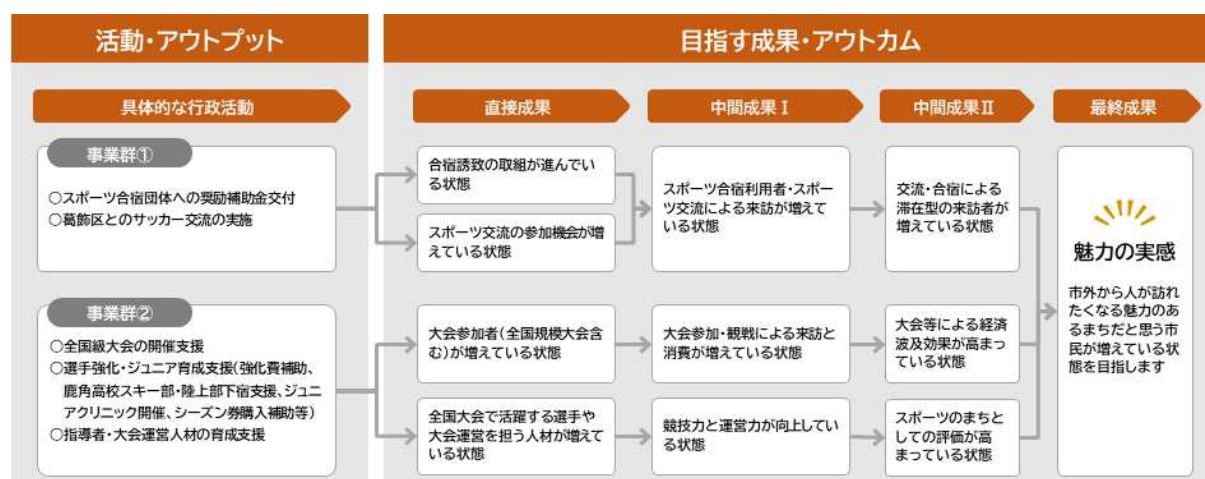 活動・アウトプット
目指す成果・アウトカム
具体的な行政活動
直接成果
中間成果Ⅰ
中間成果Ⅱ
最終成果
事業群①
○スポーツ合宿団体への奨励補助金交付
○葛飾区とのサッカー交流の実施
合宿誘致の取組が進んでい
る状態
スポーツ交流の参加機会が増
えている状態
スポーツ合宿利用者・スポー
ツ交流による来訪が増えて
いる状態
交流・合宿による
滞在型の来訪者が
増えている状態
事業群②
○全国級大会の開催支援
○選手強化・ジュニア育成支援(強化費補助、
鹿角高校スキー部・陸上部下宿支援、ジュニ
アクリニック開催、シーズン券購入補助等)
○指導者・大会運営人材の育成支援
大会参加者(全国規模大会含
む)が増えている状態
大会参加・観戦による来訪と
消費が増えている状態
大会等による経済
波及効果が高まっ
ている状態
全国大会で活躍する選手や
大会運営を担う人材が増えて
いる状態
競技力と運営力が向上してい
る状態
スポーツのまちと
しての評価が高
まっている状態
魅力の実感
市外から人が訪れ
たくなる魅力のあ
るまちだと思う市
民が増えている状
態を目指します